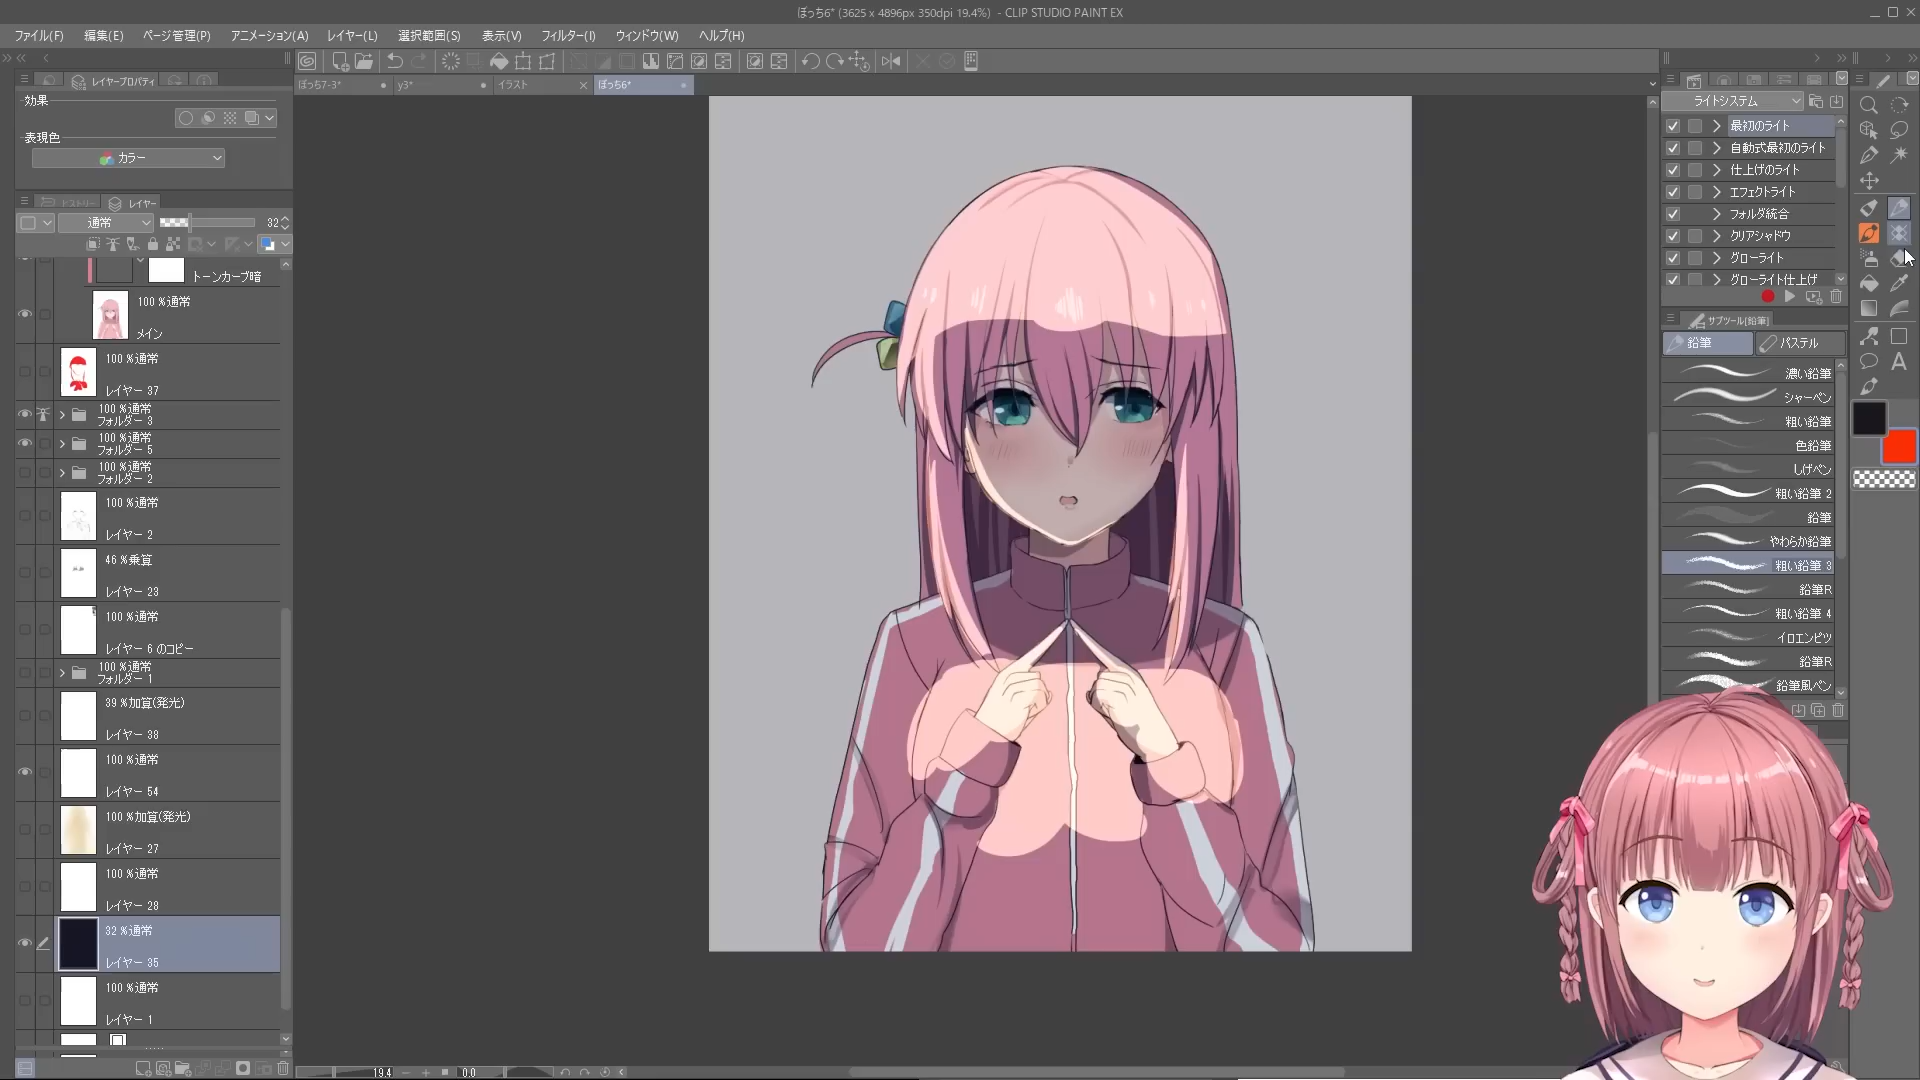 ぼっち6* (3625 x 4896px 350dpi 19.4%) - CLIP STUDIO PAINT EX
ファイル(F) 編集(E) ページ管理(P) アニメーション(A) レイヤー(L) 選択範囲(S) 表示(V) フィルター(I) ウィンドウ(W) ヘルプ(H)
レイヤープロパティ
ぼっち7-3* y3* イラスト ぼっち6*
効果
表現色
カラー
ヒストリー レイヤー
通常 32
トーンカーブ暗
100 %通常
メイン
100 %通常
レイヤー 37
100 %通常
フォルダー 3
100 %通常
フォルダー 5
100 %通常
フォルダー 2
100 %通常
レイヤー 2
46 %乗算
レイヤー 23
100 %通常
レイヤー 6 のコピー
100 %通常
フォルダー 1
39 %加算(発光)
レイヤー 38
100 %通常
レイヤー 54
100 %加算(発光)
レイヤー 27
100 %通常
レイヤー 28
32 %通常
レイヤー 35
100 %通常
レイヤー 1
19.4 0.0
ライトシステム
最初のライト
自動式最初のライト
仕上げのライト
エフェクトライト
フォルダ統合
クリアシャドウ
グローライト
グローライト仕上げ
サブツール[鉛筆]
鉛筆 パステル
濃い鉛筆
シャーペン
粗い鉛筆
色鉛筆
しげペン
粗い鉛筆 2
鉛筆
やわらか鉛筆
粗い鉛筆 3
鉛筆R
粗い鉛筆 4
イロエンピツ
鉛筆R
鉛筆風ペン
A